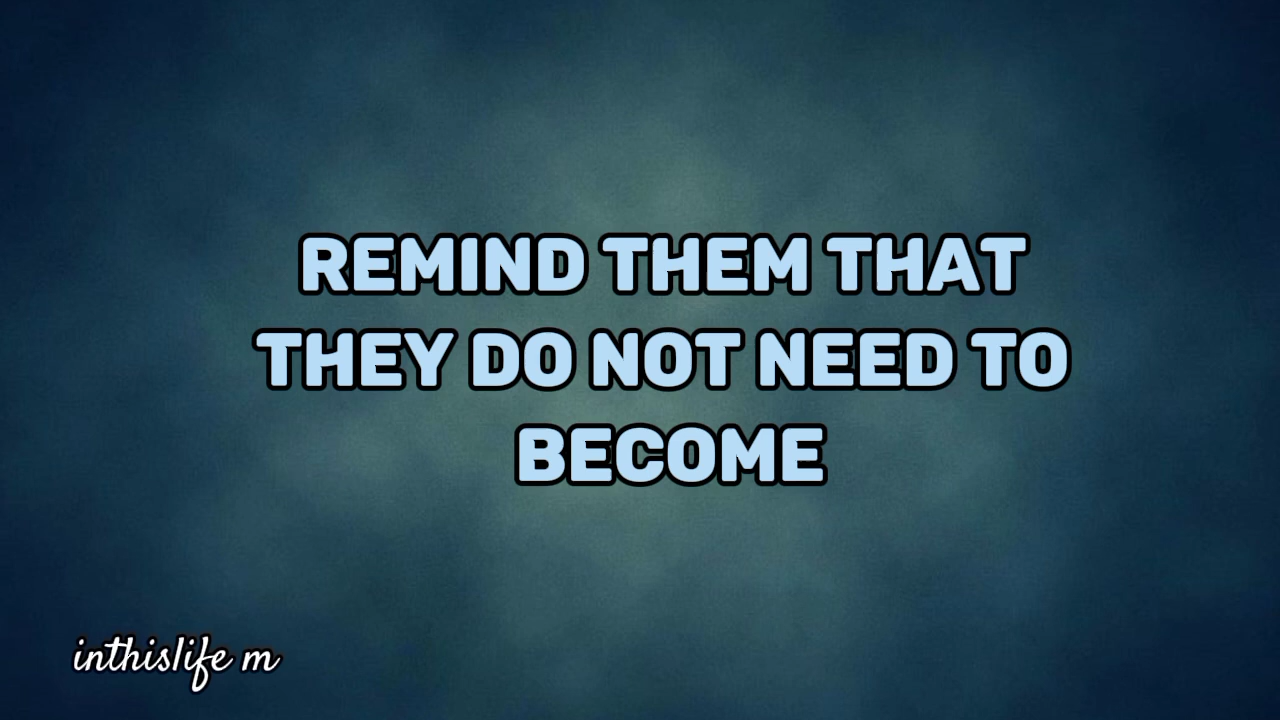 REMIND THEM THAT
THEY DO NOT NEED TO
BECOME
inthislife m